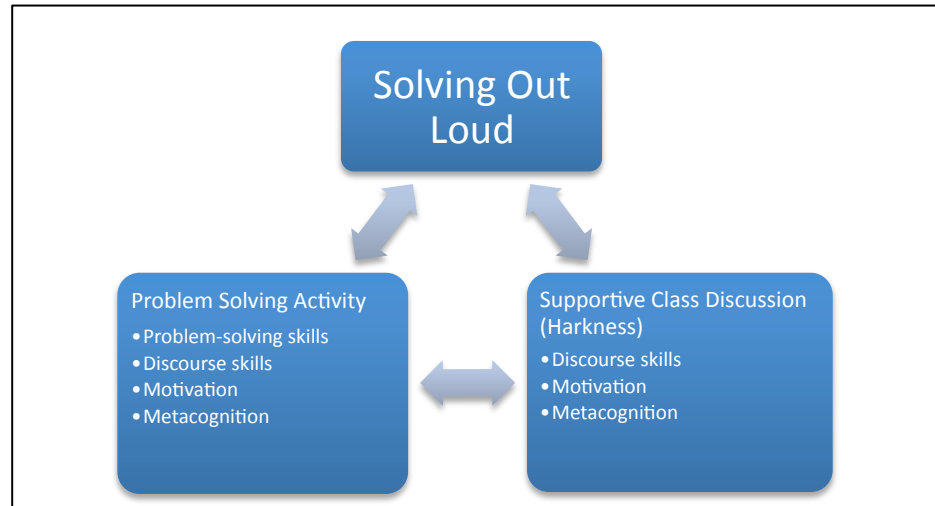 Solving Out
Loud
Problem Solving Activity
•Problem-solving skills
•Discourse skills
•Motivation
•Metacognition
Supportive Class Discussion
(Harkness)
•Discourse skills
•Motivation
•Metacognition